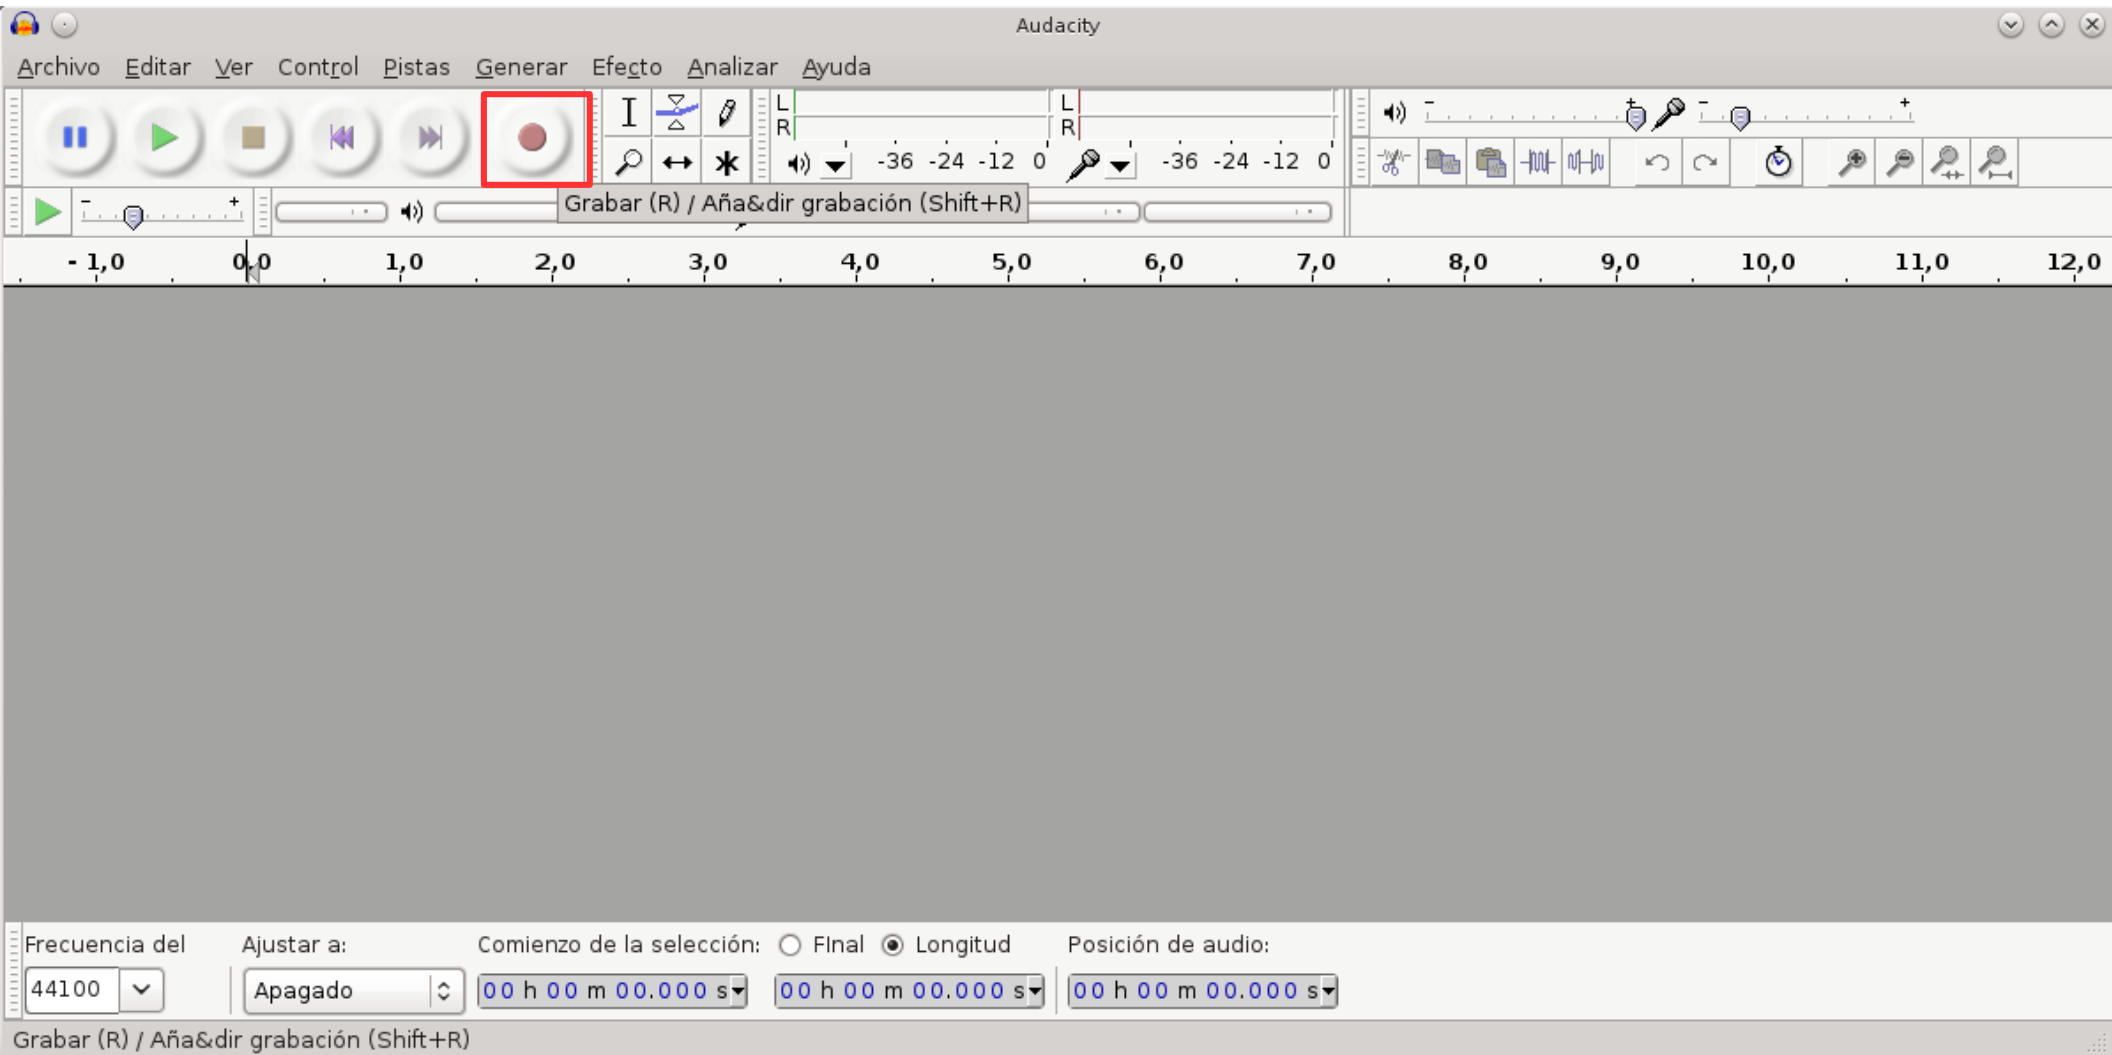 Audacity
Archivo Editar Ver Control Pistas Generar Efecto Analizar Ayuda
L
R
-36 -24 -12 0
L
R
-36 -24 -12 0
- +
- +
- +
Grabar (R) / Aña&dir grabación (Shift+R)
- 1,0 0,0 1,0 2,0 3,0 4,0 5,0 6,0 7,0 8,0 9,0 10,0 11,0 12,0
Frecuencia del Ajustar a: Comienzo de la selección: FInal Longitud Posición de audio:
44100 Apagado 00 h 00 m 00.000 s 00 h 00 m 00.000 s 00 h 00 m 00.000 s
Grabar (R) / Aña&dir grabación (Shift+R)